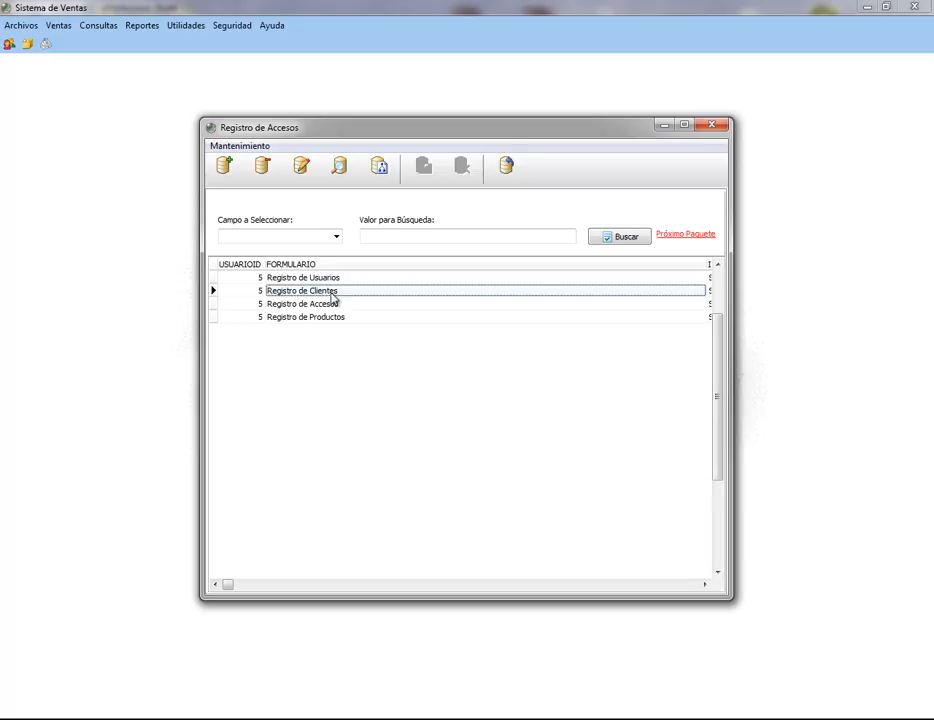 Sistema de Ventas
Archivos Ventas Consultas Reportes Utilidades Seguridad Ayuda
Registro de Accesos
Mantenimiento
Campo a Seleccionar: Valor para Búsqueda:
Buscar Próximo Paquete
USUARIOID FORMULARIO I
5 Registro de Usuarios S
5 Registro de Clientes S
5 Registro de Accesos S
5 Registro de Productos S